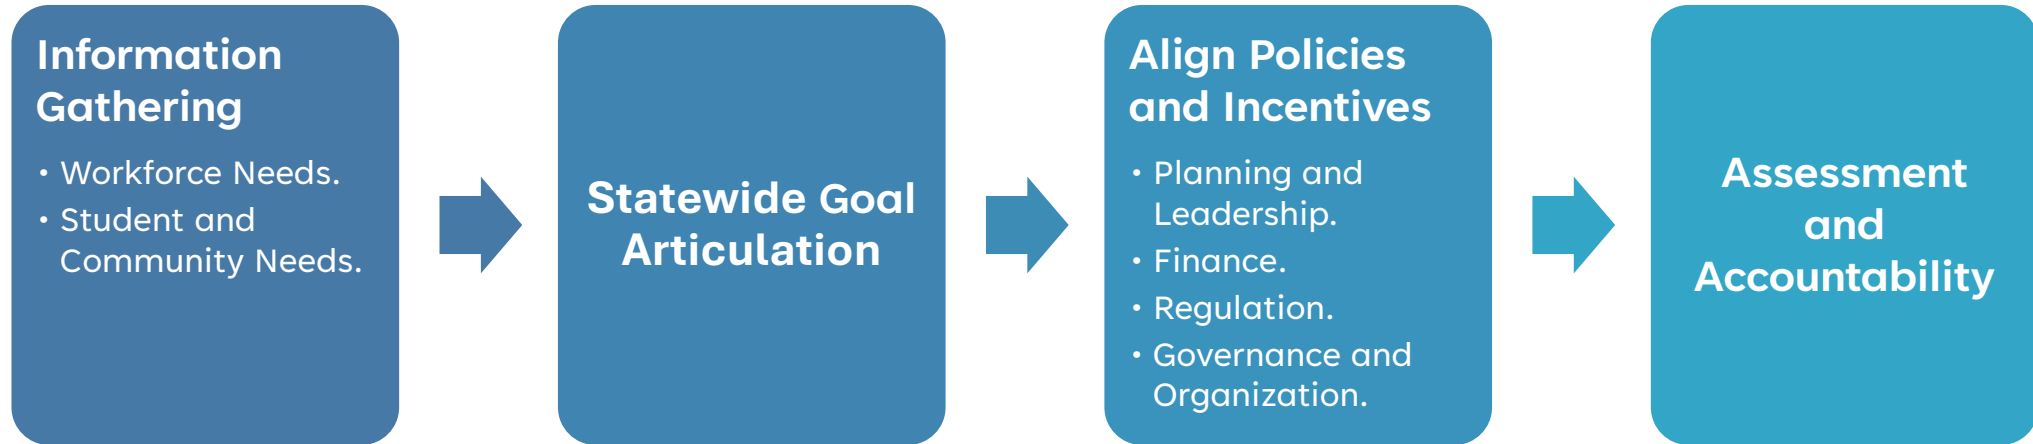 Information
Gathering
• Workforce Needs.
• Student and
Community Needs.
Statewide Goal
Articulation
Align Policies
and Incentives
• Planning and
Leadership.
• Finance.
• Regulation.
• Governance and
Organization.
Assessment
and
Accountability